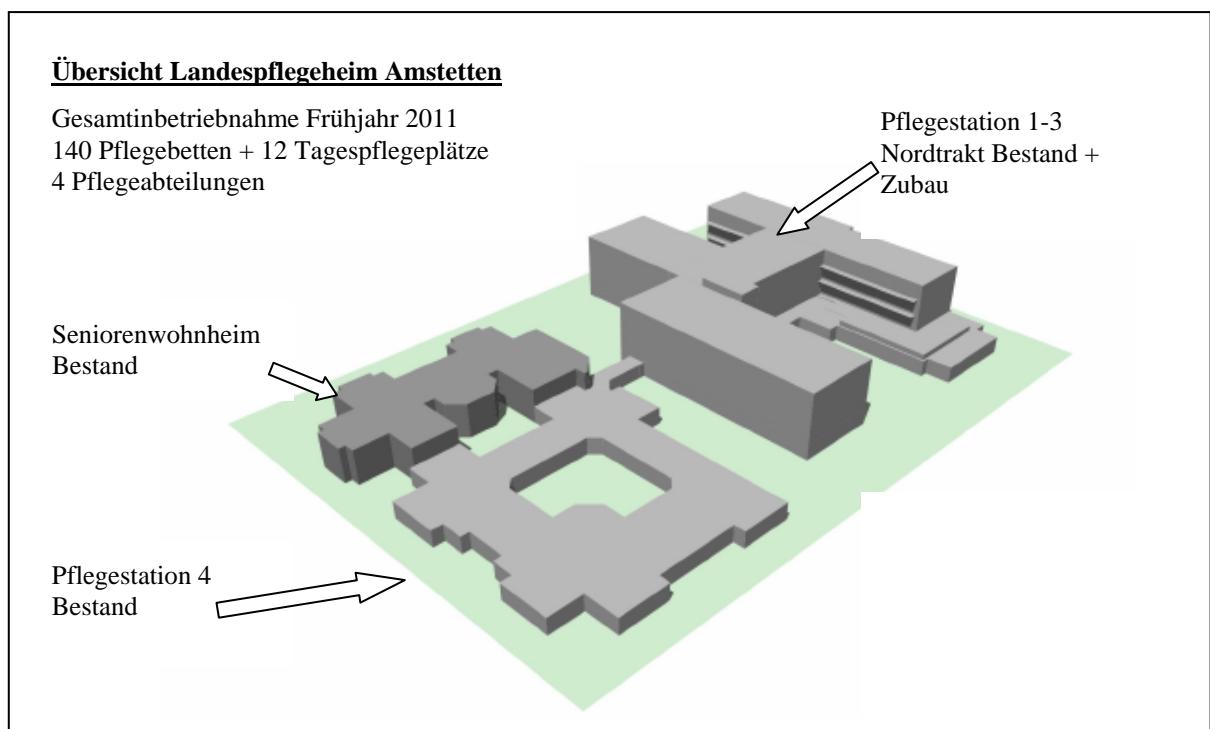 Übersicht Landespflegeheim Amstetten
Gesamtinbetriebnahme Frühjahr 2011
140 Pflegebetten + 12 Tagespflegeplätze
4 Pflegeabteilungen
Pflegestation 1-3
Nordtrakt Bestand +
Zubau
Seniorenwohnheim
Bestand
Pflegestation 4
Bestand